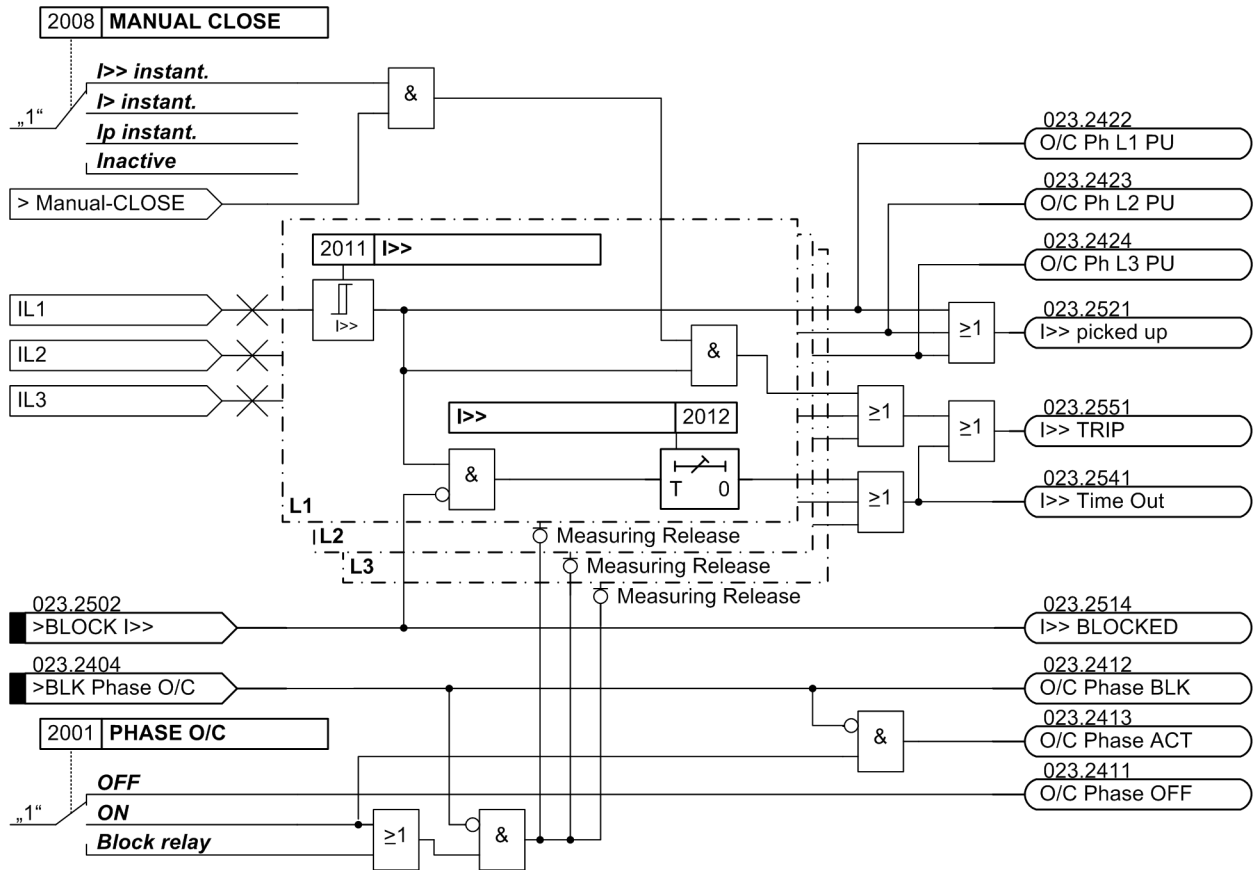 2008 MANUAL CLOSE
I>> instant.
„1“
I> instant.
Ip instant.
Inactive
&
> Manual-CLOSE
023.2422
O/C Ph L1 PU
023.2423
O/C Ph L2 PU
023.2424
O/C Ph L3 PU
2011 I>>
IL1
I>>
023.2521
≥1
I>> picked up
IL2
&
IL3
I>> 2012
≥1
≥1
023.2551
I>> TRIP
&
T 0
≥1
023.2541
I>> Time Out
L1
L2
Measuring Release
L3
Measuring Release
Measuring Release
023.2502
>BLOCK I>>
023.2514
I>> BLOCKED
023.2404
>BLK Phase O/C
023.2412
O/C Phase BLK
2001 PHASE O/C
&
023.2413
O/C Phase ACT
OFF
023.2411
O/C Phase OFF
„1“
ON
Block relay
≥1
&